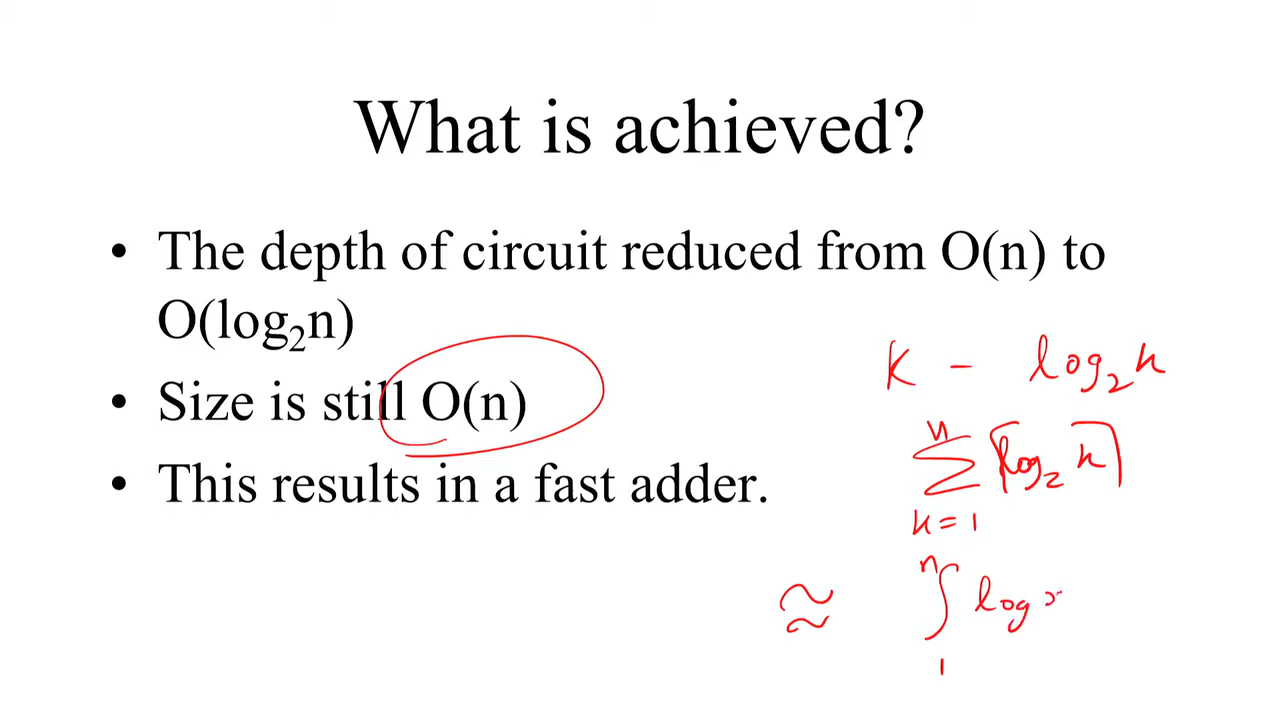 What is achieved?
• The depth of circuit reduced from O(n) to
O(log₂n)
• Size is still O(n)
• This results in a fast adder.
K - log₂ k
n
∑ ⌈log₂ k⌉
k = 1
≈ ∫ₙ log x
1